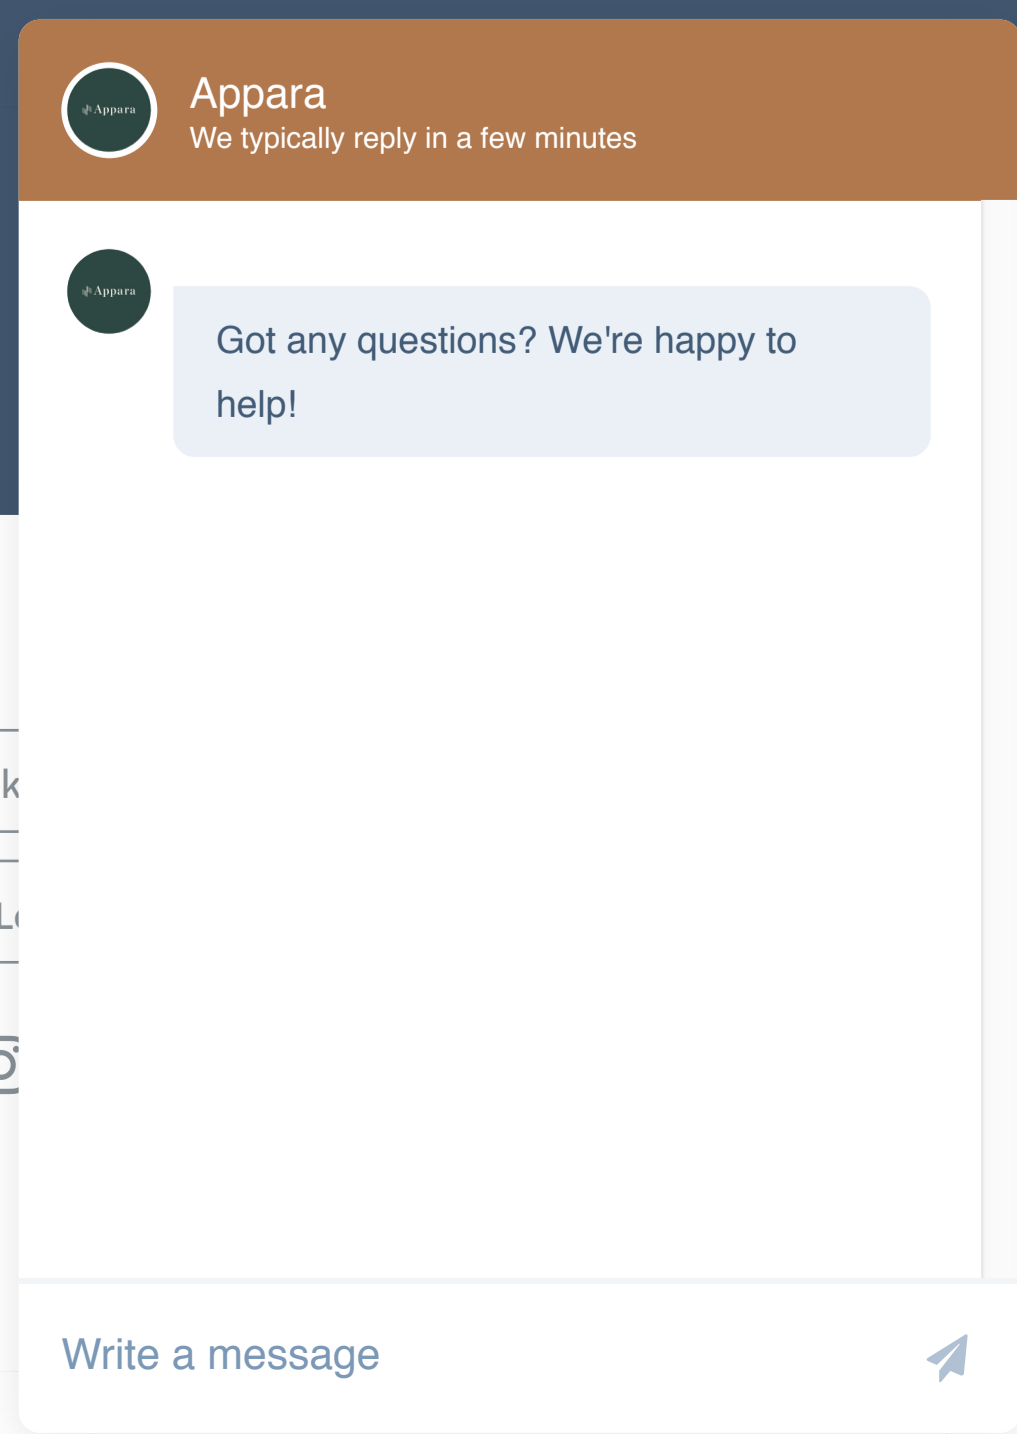 Appara
Appara
We typically reply in a few minutes
Appara
Got any questions? We're happy to
help!
k
Lo
Write a message